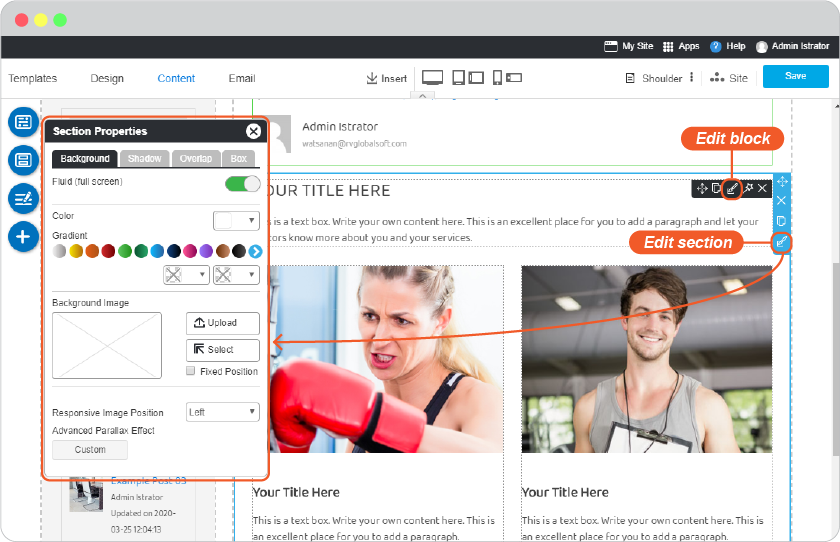 My Site
Apps
? Help
Admin Istrator
Templates
Design
Content
Email
Insert
Shoulder
Site
Save
Section Properties
Background
Shadow
Overlap
Box
Fluid (full screen)
Color
Gradient
Background Image
Upload
Select
Fixed Position
Responsive Image Position
Left
Advanced Parallax Effect
Custom
Example Post 03
Admin Istrator
Updated on 2020-
03-25 12:04:13
Admin Istrator
watsanan@rvglobalsoft.com
Edit block
OUR TITLE HERE
is is a text box. Write your own content here. This is an excellent place for you to add a paragraph and let your
tors know more about you and your services.
Edit section
Your Title Here
This is a text box. Write your own content here. This is
an excellent place for you to add a paragraph.
Your Title Here
This is a text box. Write your own content here. This is
an excellent place for you to add a paragraph.